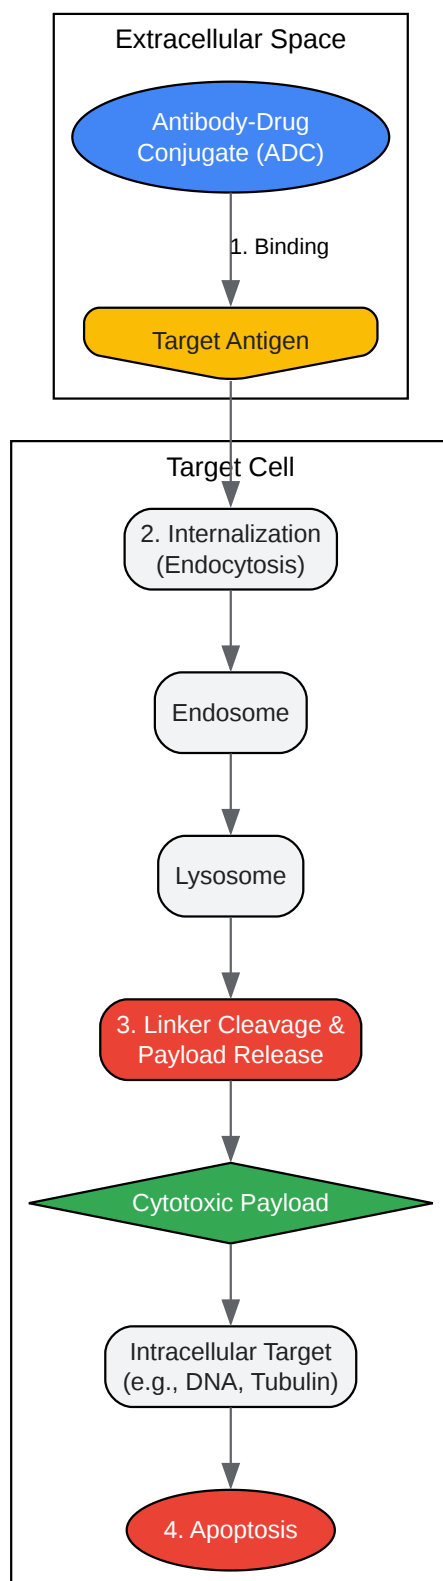 Extracellular Space
Antibody-Drug
Conjugate (ADC)
1. Binding
Target Antigen
Target Cell
2. Internalization
(Endocytosis)
Endosome
Lysosome
3. Linker Cleavage &
Payload Release
Cytotoxic Payload
Intracellular Target
(e.g., DNA, Tubulin)
4. Apoptosis